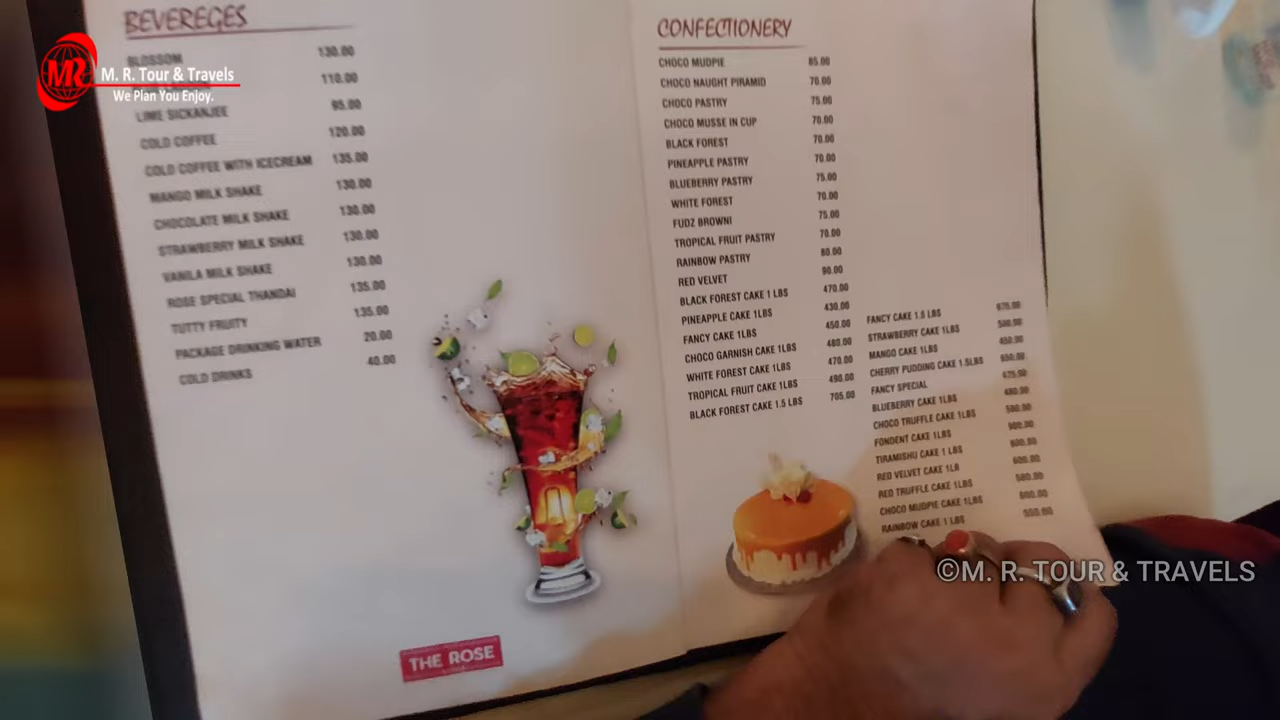 BEVEREGES
BLOSSOM 130.00
110.00
LIME SICKANJEE 95.00
COLD COFFEE 120.00
COLD COFFEE WITH ICECREAM 135.00
MANGO MILK SHAKE 130.00
CHOCOLATE MILK SHAKE 130.00
STRAWBERRY MILK SHAKE 130.00
VANILA MILK SHAKE 130.00
ROSE SPECIAL THANDAI 135.00
TUTTY FRUITY 135.00
PACKAGE DRINKING WATER 20.00
COLD DRINKS 40.00
THE ROSE
CONFECTIONERY
CHOCO MUDPIE 85.00
CHOCO NAUGHT PIRAMID 70.00
CHOCO PASTRY 75.00
CHOCO MUSSE IN CUP 70.00
BLACK FOREST 70.00
PINEAPPLE PASTRY 70.00
BLUEBERRY PASTRY 75.00
WHITE FOREST 70.00
FUDZ BROWNI 75.00
TROPICAL FRUIT PASTRY 70.00
RAINBOW PASTRY 80.00
RED VELVET 90.00
BLACK FOREST CAKE 1 LBS 470.00
PINEAPPLE CAKE 1LBS 430.00
FANCY CAKE 1LBS 450.00
CHOCO GARNISH CAKE 1LBS 480.00
WHITE FOREST CAKE 1LBS 470.00
TROPICAL FRUIT CAKE 1LBS 490.00
BLACK FOREST CAKE 1.5 LBS 705.00
FANCY CAKE 1.5 LBS 675.00
STRAWBERRY CAKE 1LBS
MANGO CAKE 1LBS
CHERRY PUDDING CAKE 1.5LBS
FANCY SPECIAL
BLUEBERRY CAKE 1LBS
CHOCO TRUFFLE CAKE 1LBS
FONDENT CAKE 1LBS
TIRAMISHU CAKE 1 LBS
RED VELVET CAKE 1LB
RED TRUFFLE CAKE 1LBS
CHOCO MUDPIE CAKE 1LBS
RAINBOW CAKE 1 LBS
MR M. R. Tour & Travels
We Plan You Enjoy.
©M. R. TOUR & TRAVELS